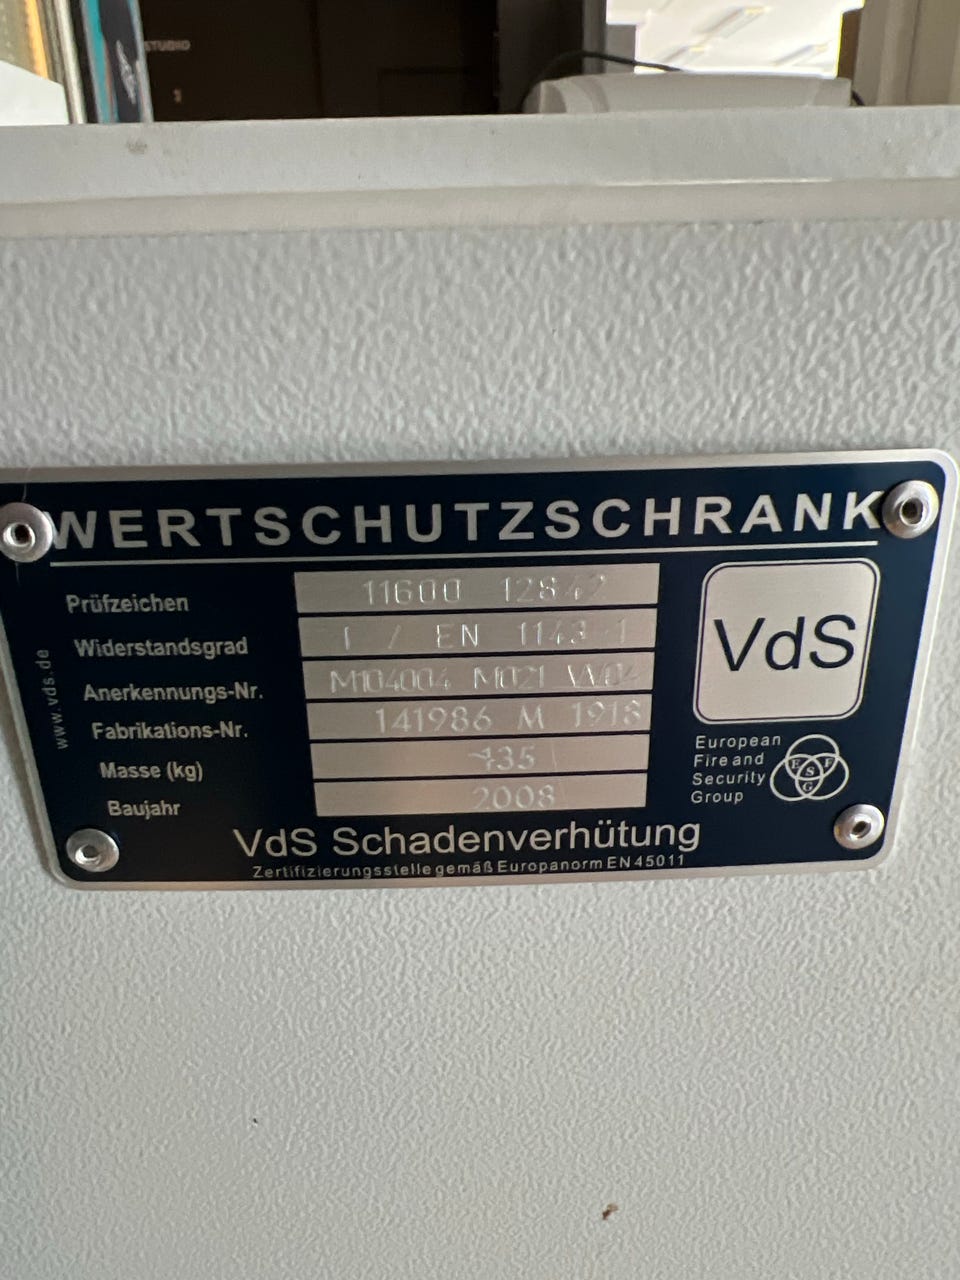 STUDIO
WERTSCHUTZSCHRANK
Prüfzeichen 11600 12842
Widerstandsgrad I / EN 1143-1
Anerkennungs-Nr. M104004 M021 W04
Fabrikations-Nr. 141986 M 1918
Masse (kg)
Baujahr 2008
www.vds.de
VdS
European
Fire and
Security
Group
E F
S
G
VdS Schadenverhütung
Zertifizierungsstelle gemäß Europanorm EN 45011